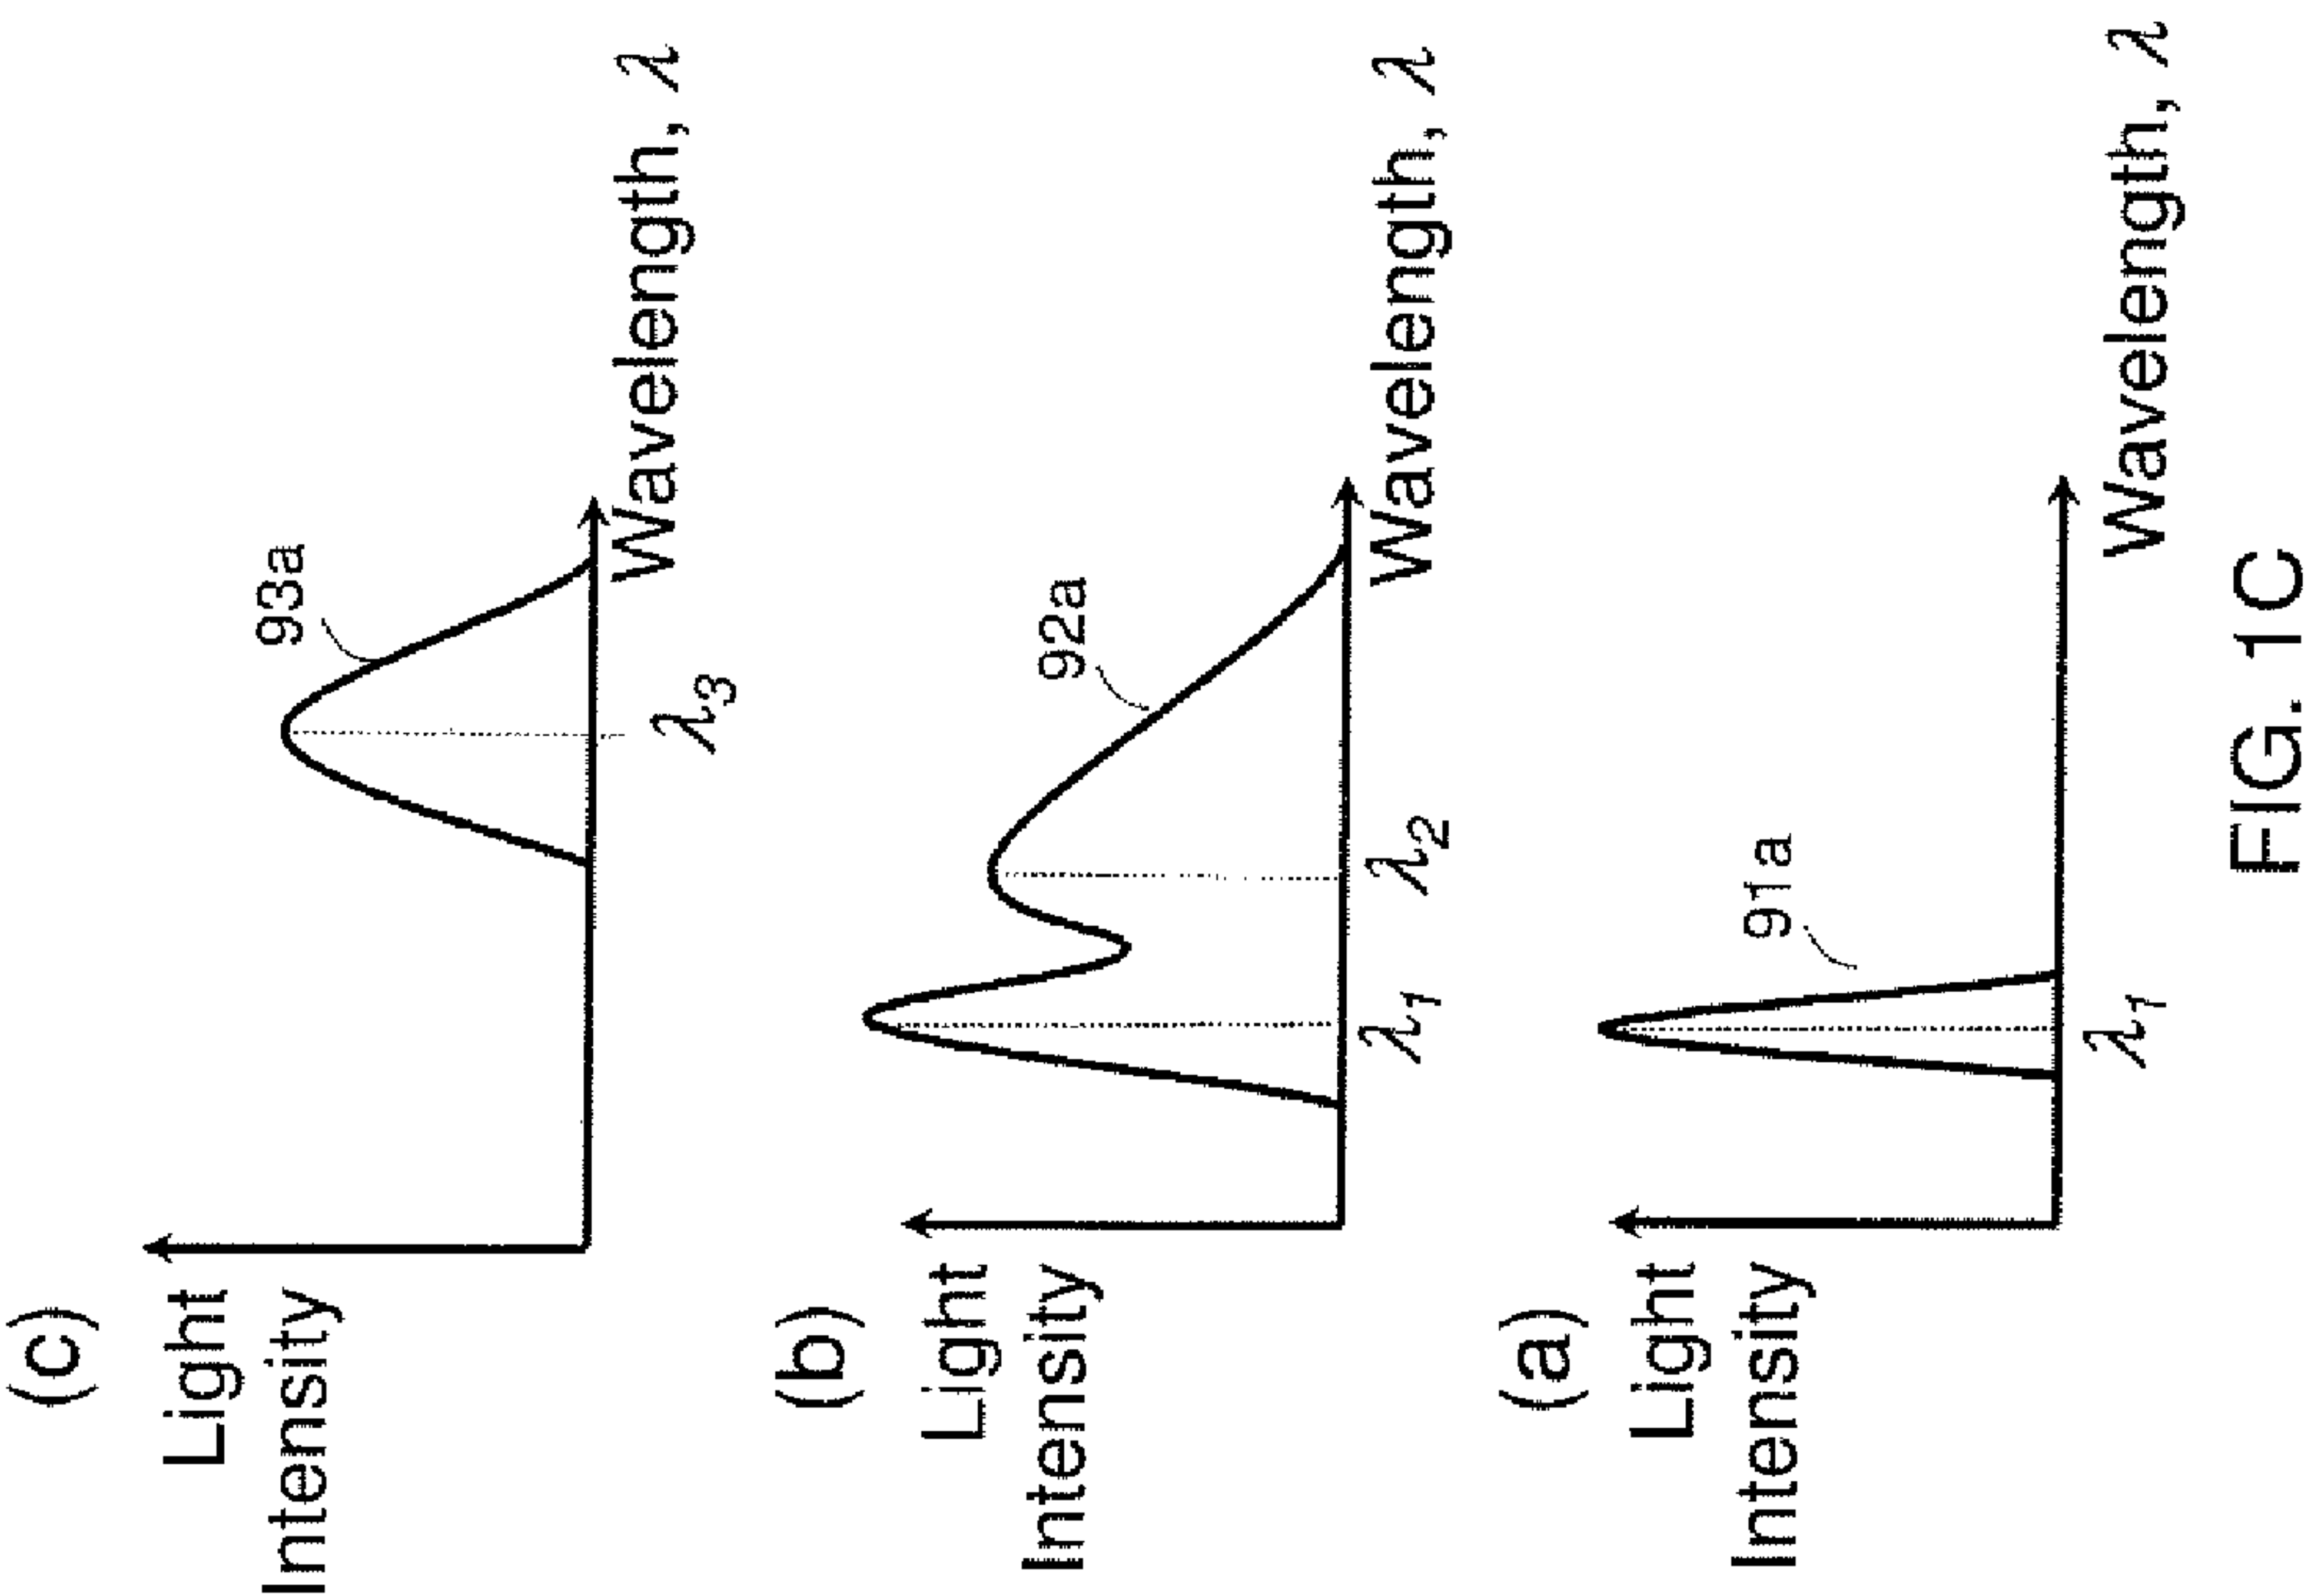 (c)
Light
Intensity
93a
λ3
Wavelength, λ
(b)
Light
Intensity
92a
λ1
λ2
Wavelength, λ
(a)
Light
Intensity
91a
λ1
Wavelength, λ
FIG. 1C